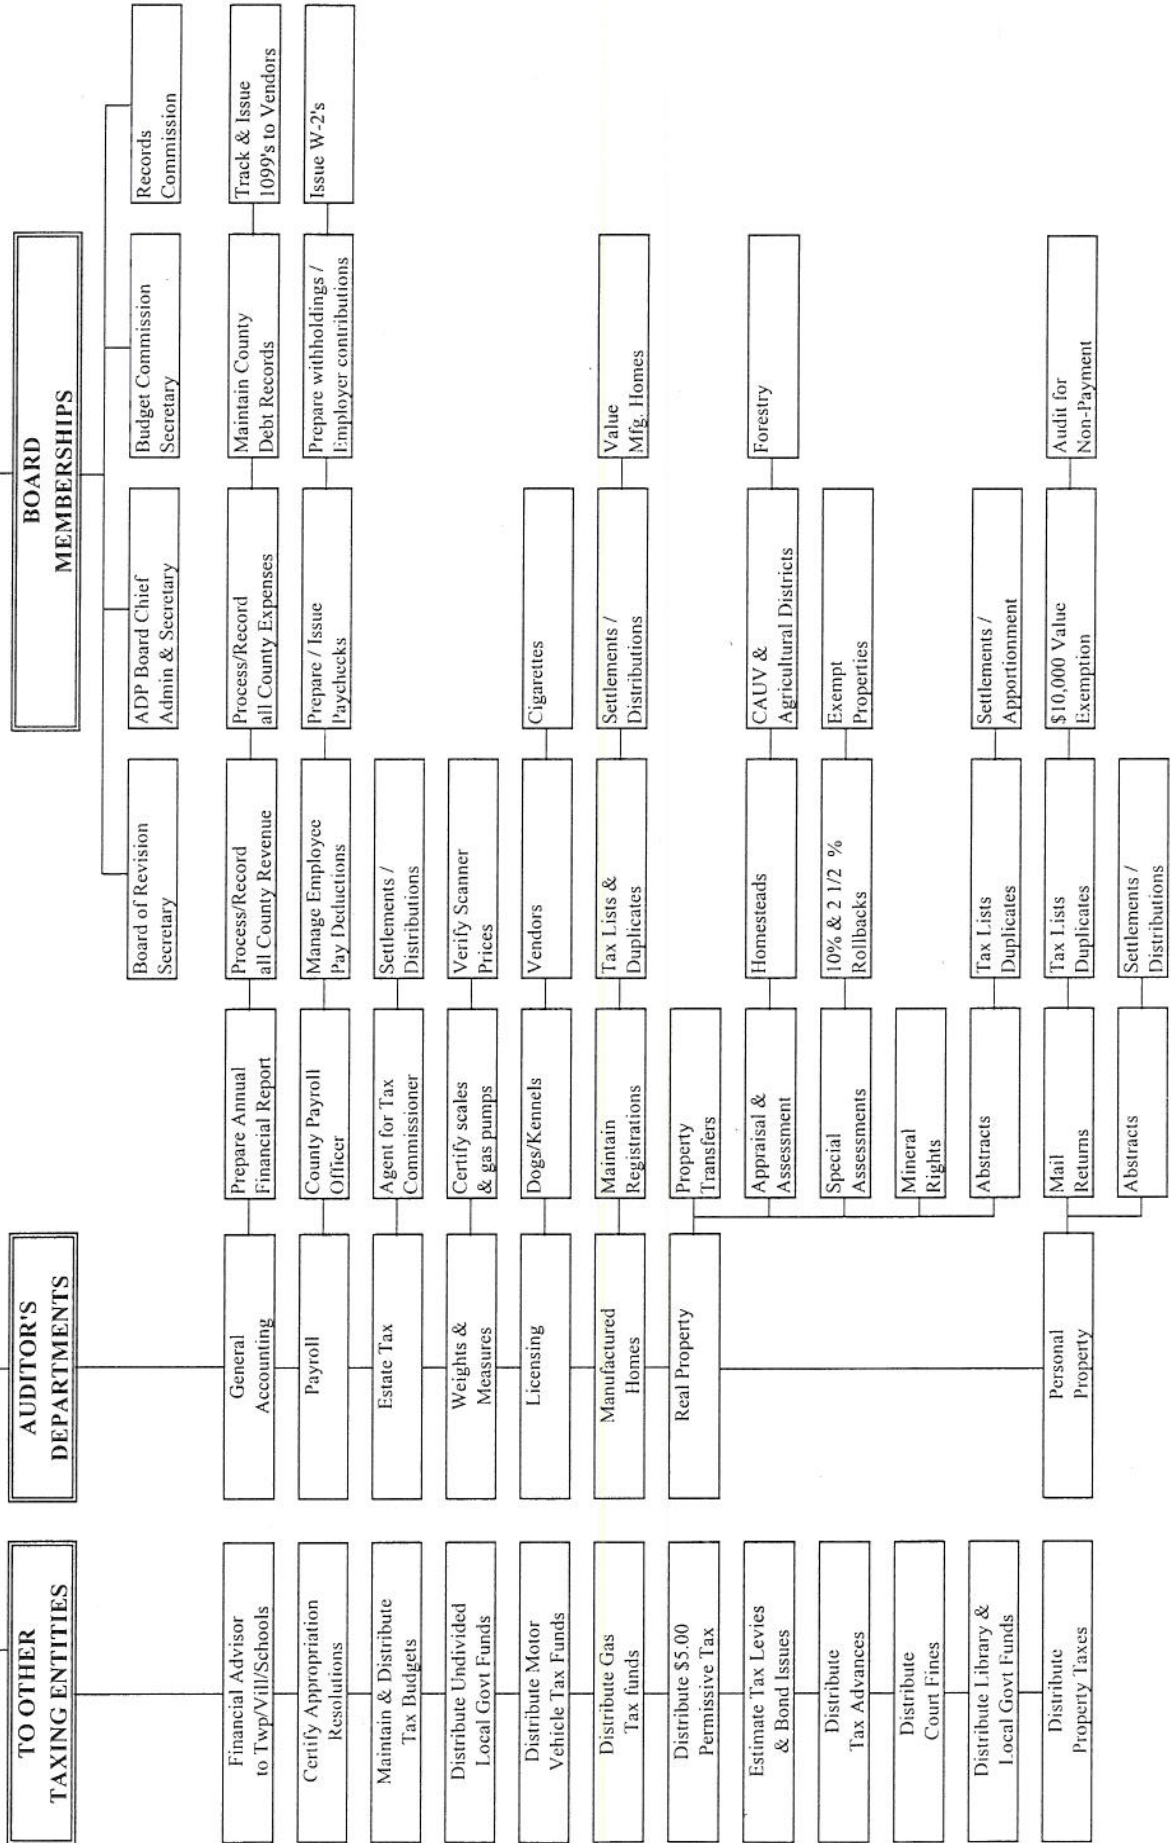 TO OTHER
TAXING ENTITIES
Financial Advisor
to Twp/Vill/Schools
Certify Appropriation
Resolutions
Maintain & Distribute
Tax Budgets
Distribute Undivided
Local Govt Funds
Distribute Motor
Vehicle Tax Funds
Distribute Gas
Tax funds
Distribute $5.00
Permissive Tax
Estimate Tax Levies
& Bond Issues
Distribute
Tax Advances
Distribute
Court Fines
Distribute Library &
Local Govt Funds
Distribute
Property Taxes
AUDITOR'S
DEPARTMENTS
General
Accounting
Prepare Annual
Financial Report
Process/Record
all County Revenue
Process/Record
all County Expenses
Maintain County
Debt Records
Track & Issue
1099's to Vendors
Payroll
County Payroll
Officer
Manage Employee
Pay Deductions
Prepare / Issue
Paychecks
Prepare withholdings /
Employer contributions
Issue W-2's
Estate Tax
Agent for Tax
Commissioner
Settlements /
Distributions
Weights &
Measures
Certify scales
& gas pumps
Verify Scanner
Prices
Licensing
Dogs/Kennels
Vendors
Cigarettes
Manufactured
Homes
Maintain
Registrations
Tax Lists &
Duplicates
Settlements /
Distributions
Value
Mfg. Homes
Real Property
Property
Transfers
Appraisal &
Assessment
Homesteads
CAUV &
Agricultural Districts
Forestry
Special
Assessments
10% & 2 1/2 %
Rollbacks
Exempt
Properties
Mineral
Rights
Abstracts
Tax Lists
Duplicates
Settlements /
Apportionment
Personal
Property
Mail
Returns
Tax Lists
Duplicates
$10,000 Value
Exemption
Audit for
Non-Payment
Abstracts
Settlements /
Distributions
BOARD
MEMBERSHIPS
Board of Revision
Secretary
ADP Board Chief
Admin & Secretary
Budget Commission
Secretary
Records
Commission